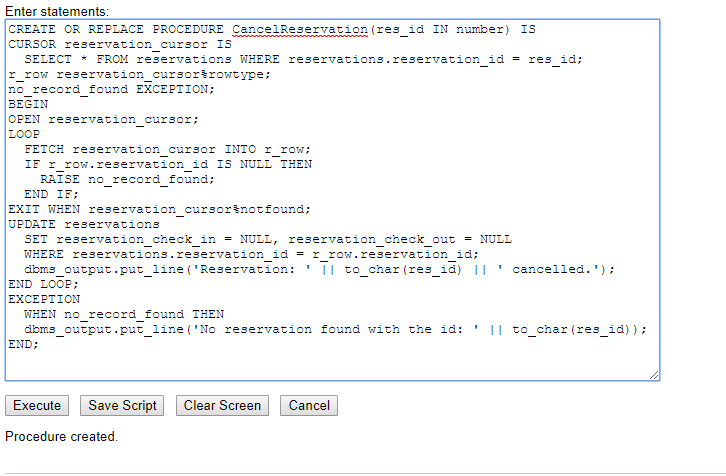 Enter statements:
CREATE OR REPLACE PROCEDURE CancelReservation(res_id IN number) IS
CURSOR reservation_cursor IS
  SELECT * FROM reservations WHERE reservations.reservation_id = res_id;
r_row reservation_cursor%rowtype;
no_record_found EXCEPTION;
BEGIN
OPEN reservation_cursor;
LOOP
  FETCH reservation_cursor INTO r_row;
  IF r_row.reservation_id IS NULL THEN
    RAISE no_record_found;
  END IF;
EXIT WHEN reservation_cursor%notfound;
UPDATE reservations
  SET reservation_check_in = NULL, reservation_check_out = NULL
  WHERE reservations.reservation_id = r_row.reservation_id;
  dbms_output.put_line('Reservation: ' || to_char(res_id) || ' cancelled.');
END LOOP;
EXCEPTION
  WHEN no_record_found THEN
  dbms_output.put_line('No reservation found with the id: ' || to_char(res_id));
END;
Execute Save Script Clear Screen Cancel
Procedure created.